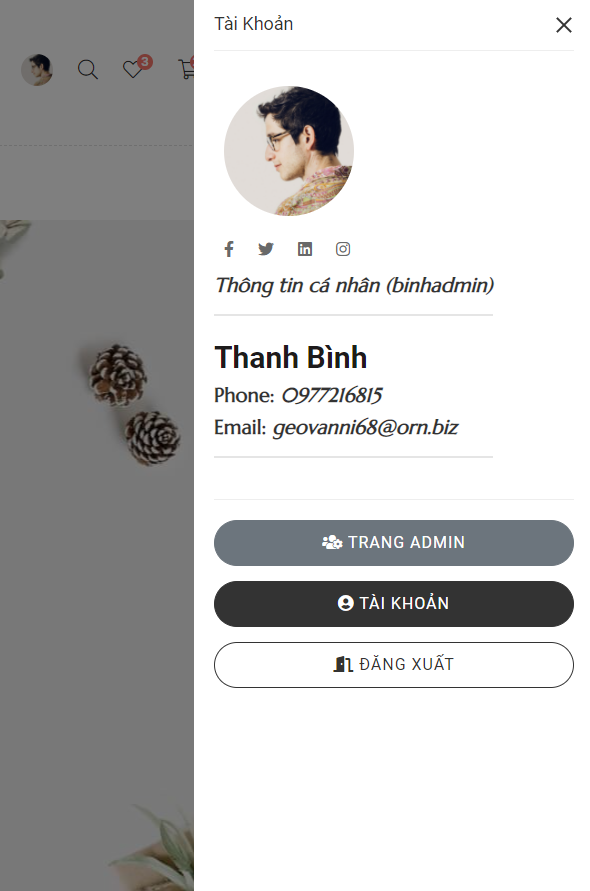 Tài Khoản
3
Thông tin cá nhân (binhadmin)
Thanh Bình
Phone: 0977216815
Email: geovanni68@orn.biz
TRANG ADMIN
TÀI KHOẢN
ĐĂNG XUẤT